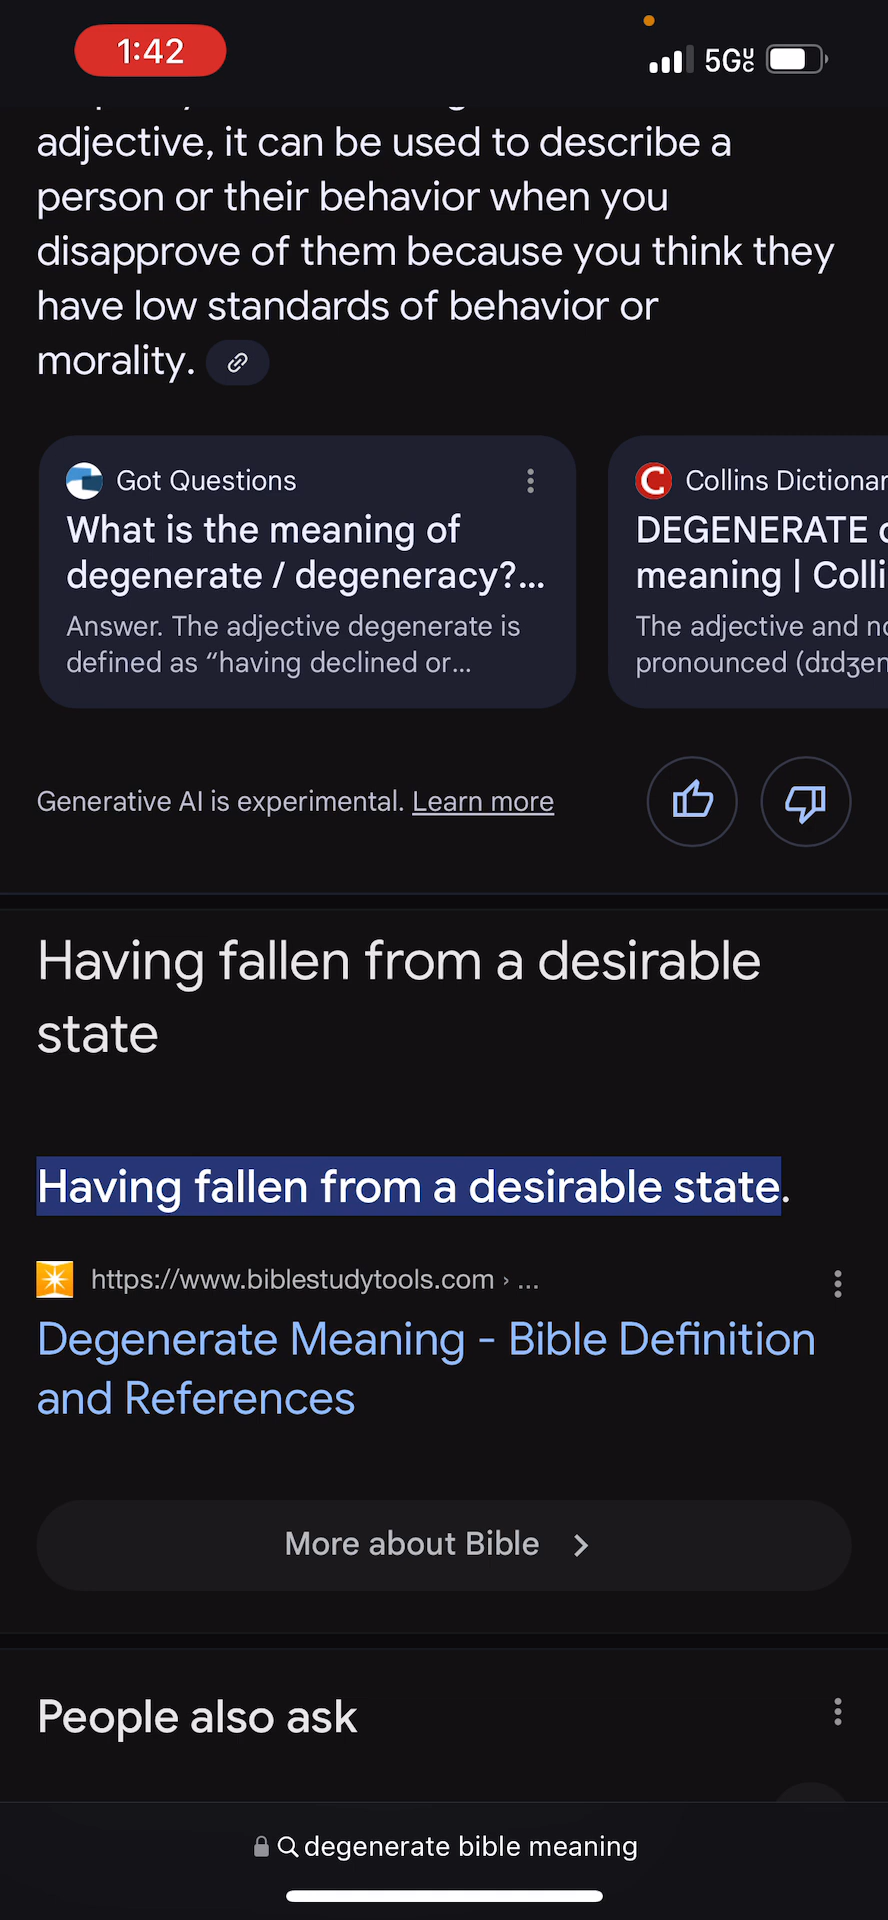 1:42
5G UC
adjective, it can be used to describe a
person or their behavior when you
disapprove of them because you think they
have low standards of behavior or
morality.
Got Questions
What is the meaning of
degenerate / degeneracy?...
Answer. The adjective degenerate is
defined as “having declined or...
Collins Dictionar
DEGENERATE
meaning | Colli
The adjective and no
pronounced (dɪdʒen
Generative AI is experimental. Learn more
Having fallen from a desirable
state
Having fallen from a desirable state.
https://www.biblestudytools.com › ...
Degenerate Meaning - Bible Definition
and References
More about Bible
People also ask
degenerate bible meaning